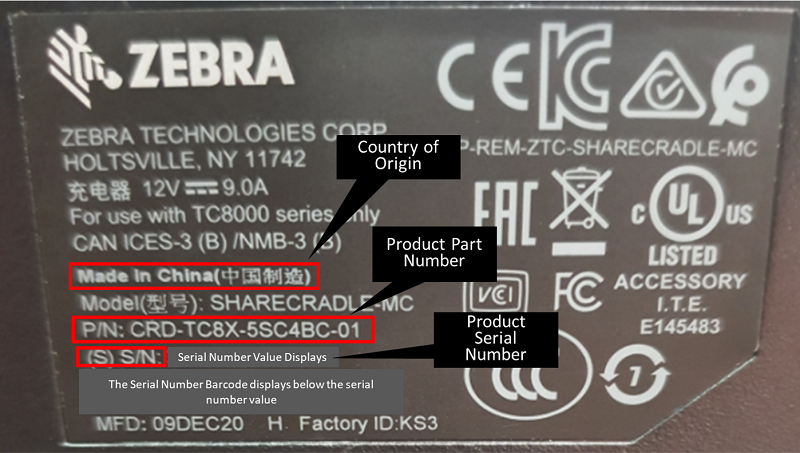 ZEBRA
ZEBRA TECHNOLOGIES CORP
HOLTSVILLE, NY 11742
充电器 12V 9.0A
For use with TC8000 series only
CAN ICES-3 (B) /NMB-3 (B)
Made in China(中国制造)
Model(型号): SHARECRADLE-MC
P/N: CRD-TC8X-5SC4BC-01
(S) S/N: Serial Number Value Displays
The Serial Number Barcode displays below the serial
number value
MFD: 09DEC20 H Factory ID:KS3
Country of
Origin
Product Part
Number
Product
Serial
Number
CE
P-REM-ZTC-SHARECRADLE-MC
EAC
C UL US
LISTED
ACCESSORY
I.T.E.
E145483
VCI
FC
CCC
7